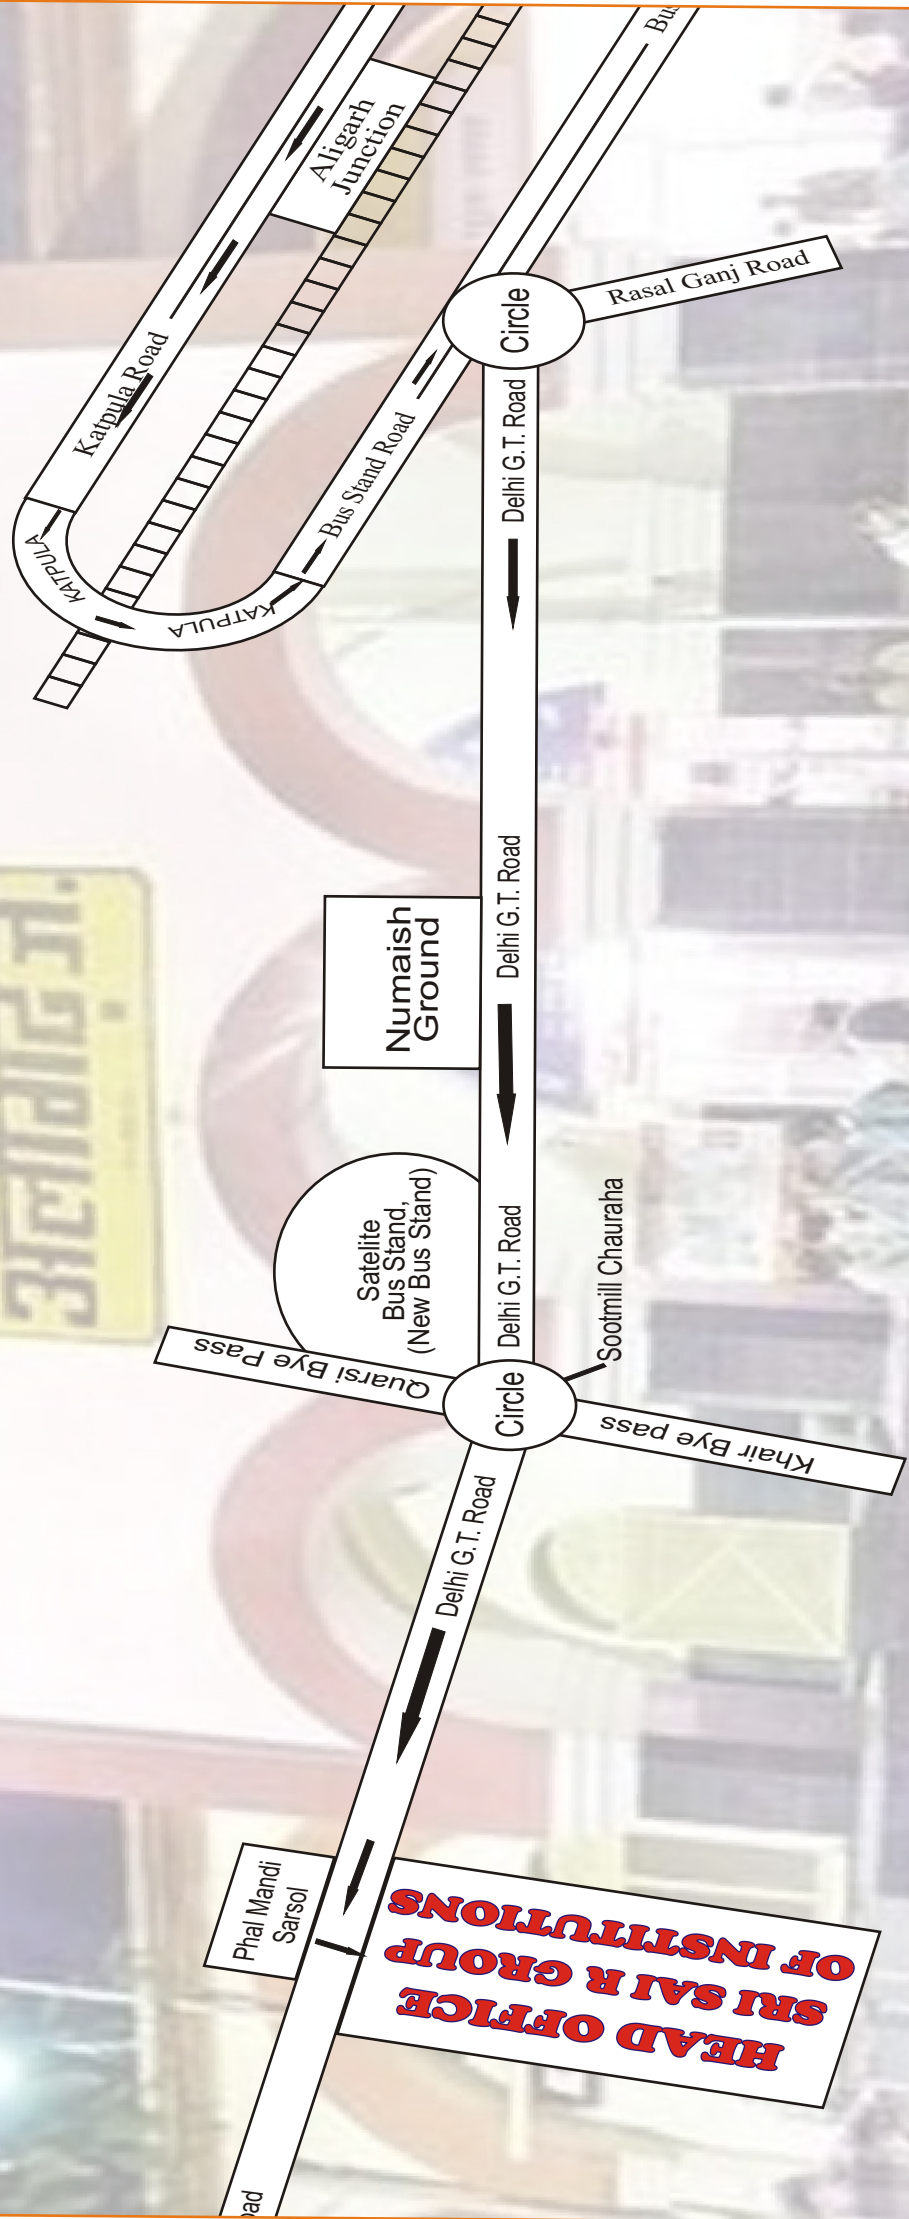 Bus
Aligarh
Junction
Rasal Ganj Road
Circle
Katpula Road
Delhi G.T. Road
Bus Stand Road
KATPULA
KATPULA
Delhi G.T. Road
Numaish
Ground
Satelite
Bus Stand,
(New Bus Stand)
Delhi G.T. Road
Sootmill Chauraha
Quarsi Bye Pass
Circle
Khair Bye pass
Delhi G.T. Road
Phal Mandi
Sarsol
HEAD OFFICE
SRI SAI R GROUP
OF INSTITUTIONS
oad